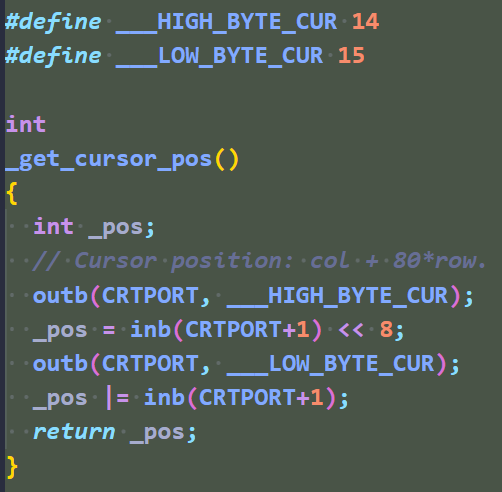 #define ___HIGH_BYTE_CUR 14
#define ___LOW_BYTE_CUR 15
int
_get_cursor_pos()
{
int _pos;
// Cursor position: col + 80*row.
outb(CRTPORT, ___HIGH_BYTE_CUR);
_pos = inb(CRTPORT+1) << 8;
outb(CRTPORT, ___LOW_BYTE_CUR);
_pos |= inb(CRTPORT+1);
return _pos;
}